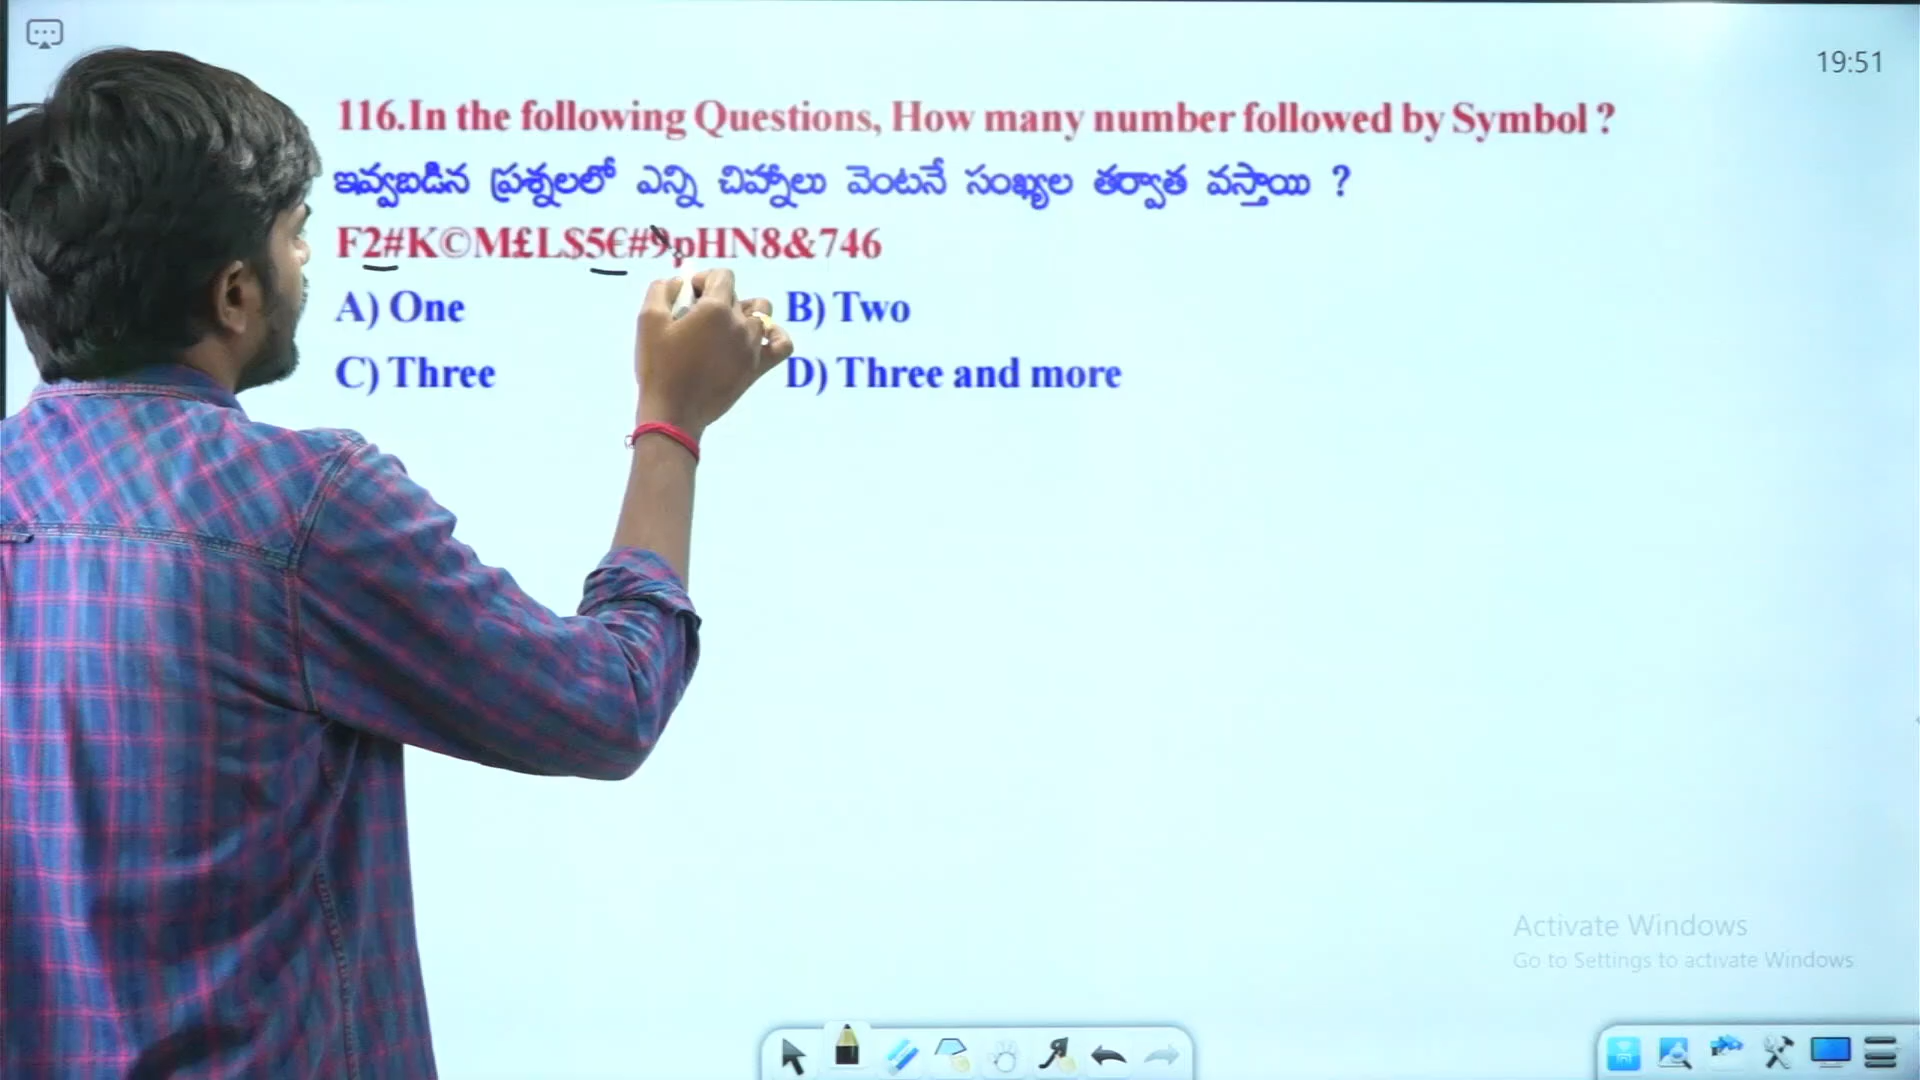 19:51
116.In the following Questions, How many number followed by Symbol ?
ఇవ్వబడిన ప్రశ్నలలో ఎన్ని చిహ్నాలు వెంటనే సంఖ్యల తర్వాత వస్తాయి ?
F2#K©M£L$5€#9pHN8&746
A) One B) Two
C) Three D) Three and more
Activate Windows
Go to Settings to activate Windows